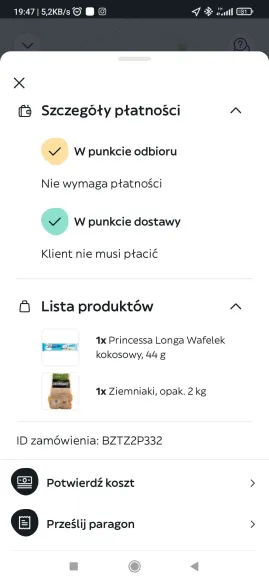 19:47 | 5,2KB/s
Szczegóły płatności
W punkcie odbioru
Nie wymaga płatności
W punkcie dostawy
Klient nie musi płacić
Lista produktów
1x Princessa Longa Wafelek
kokosowy, 44 g
1x Ziemniaki, opak. 2 kg
ID zamówienia: BZTZ2P332
Potwierdź koszt
Prześlij paragon